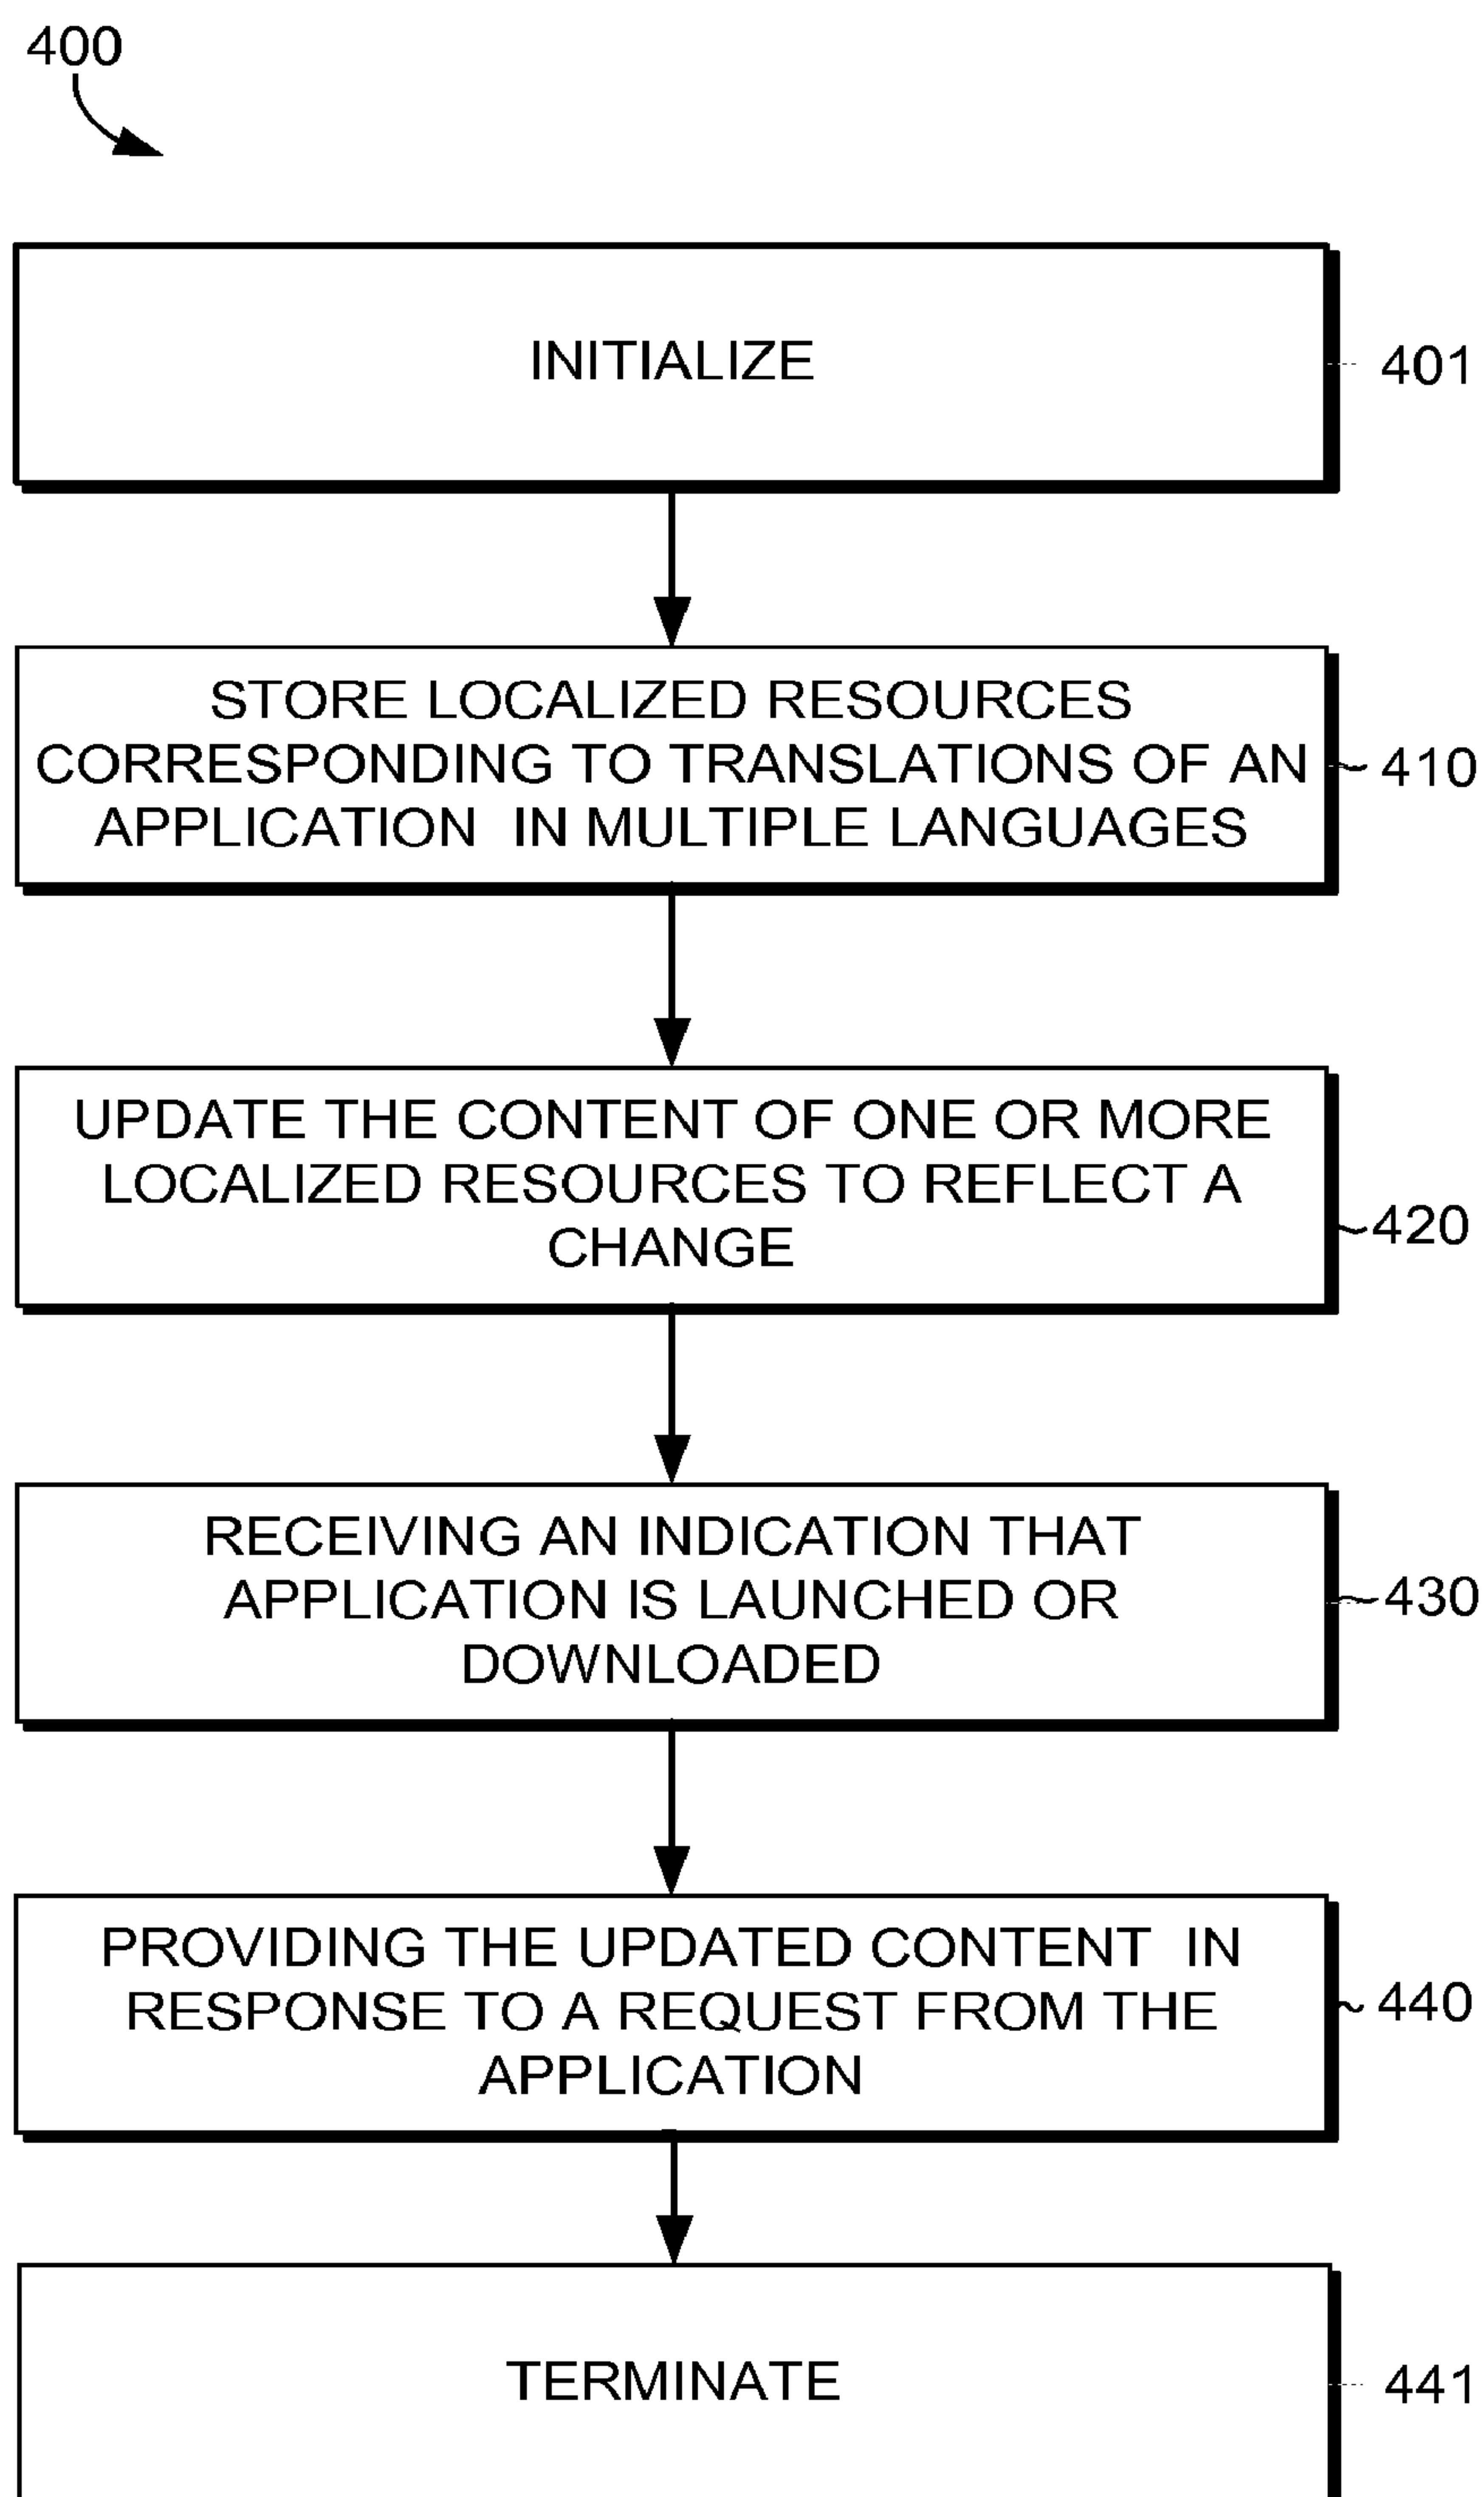 400
INITIALIZE
401
STORE LOCALIZED RESOURCES
CORRESPONDING TO TRANSLATIONS OF AN
APPLICATION IN MULTIPLE LANGUAGES
410
UPDATE THE CONTENT OF ONE OR MORE
LOCALIZED RESOURCES TO REFLECT A
CHANGE
420
RECEIVING AN INDICATION THAT
APPLICATION IS LAUNCHED OR
DOWNLOADED
430
PROVIDING THE UPDATED CONTENT IN
RESPONSE TO A REQUEST FROM THE
APPLICATION
440
TERMINATE
441